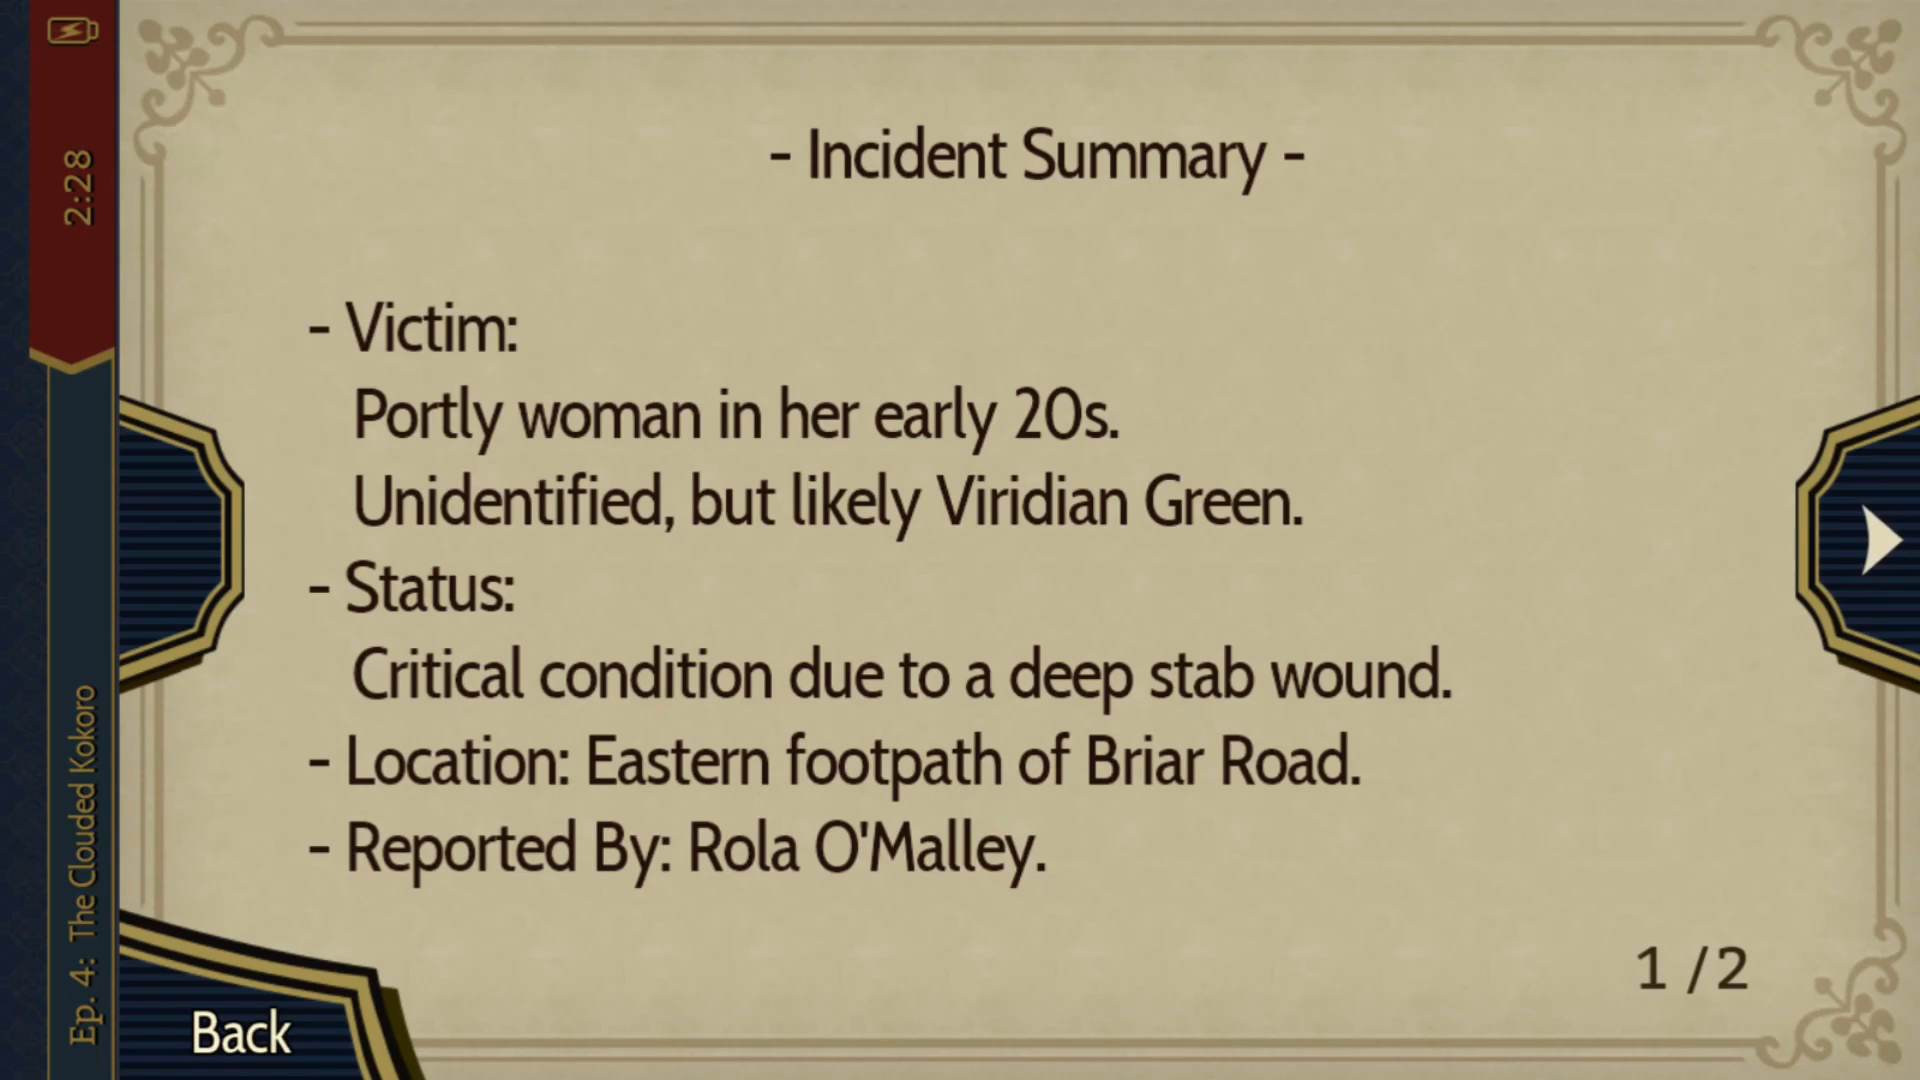 2:28
Ep. 4: The Clouded Kokoro
- Incident Summary -
- Victim:
Portly woman in her early 20s.
Unidentified, but likely Viridian Green.
- Status:
Critical condition due to a deep stab wound.
- Location: Eastern footpath of Briar Road.
- Reported By: Rola O'Malley.
1 / 2
Back